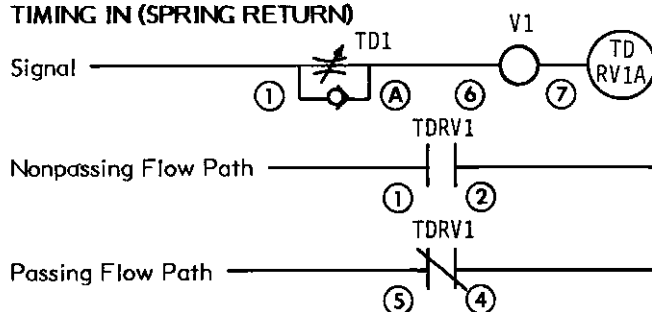 TIMING IN (SPRING RETURN)
TD1
V1
Signal
TD
RV1A
1
A
6
7
TDRV1
Nonpassing Flow Path
1
2
TDRV1
Passing Flow Path
5
4